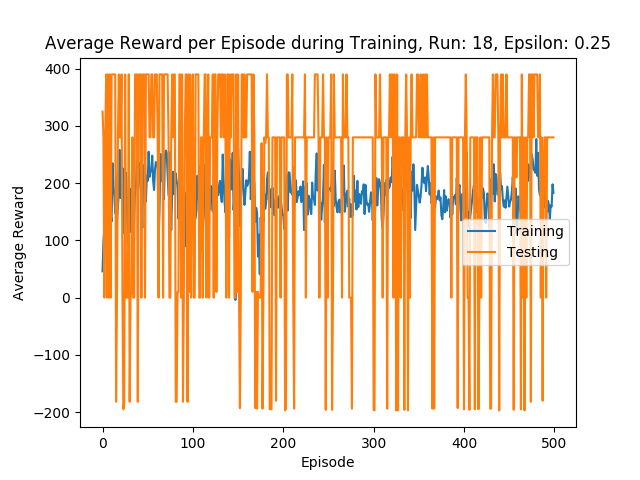 Average Reward per Episode during Training, Run: 18, Epsilon: 0.25
400
300
200
100
0
−100
−200
Average Reward
Training
Testing
0 100 200 300 400 500
Episode